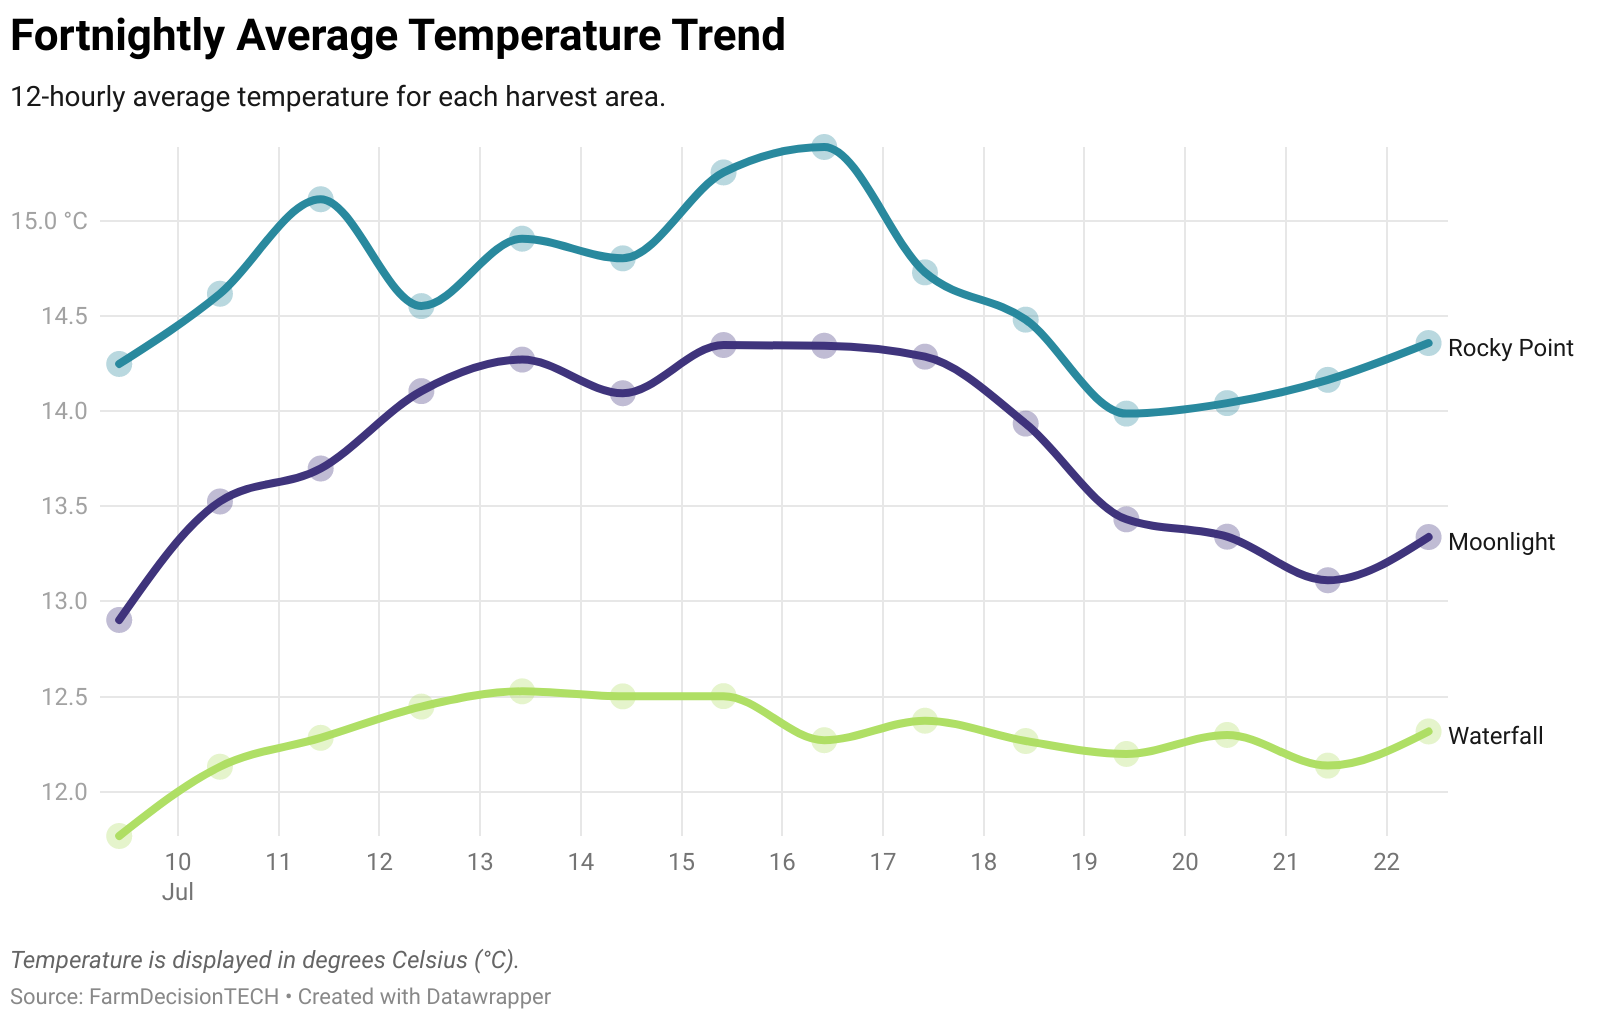 Fortnightly Average Temperature Trend
12-hourly average temperature for each harvest area.
15.0 °C
14.5
14.0
13.5
13.0
12.5
12.0
Rocky Point
Moonlight
Waterfall
10 11 12 13 14 15 16 17 18 19 20 21 22
Jul
Temperature is displayed in degrees Celsius (°C).
Source: FarmDecisionTECH • Created with Datawrapper